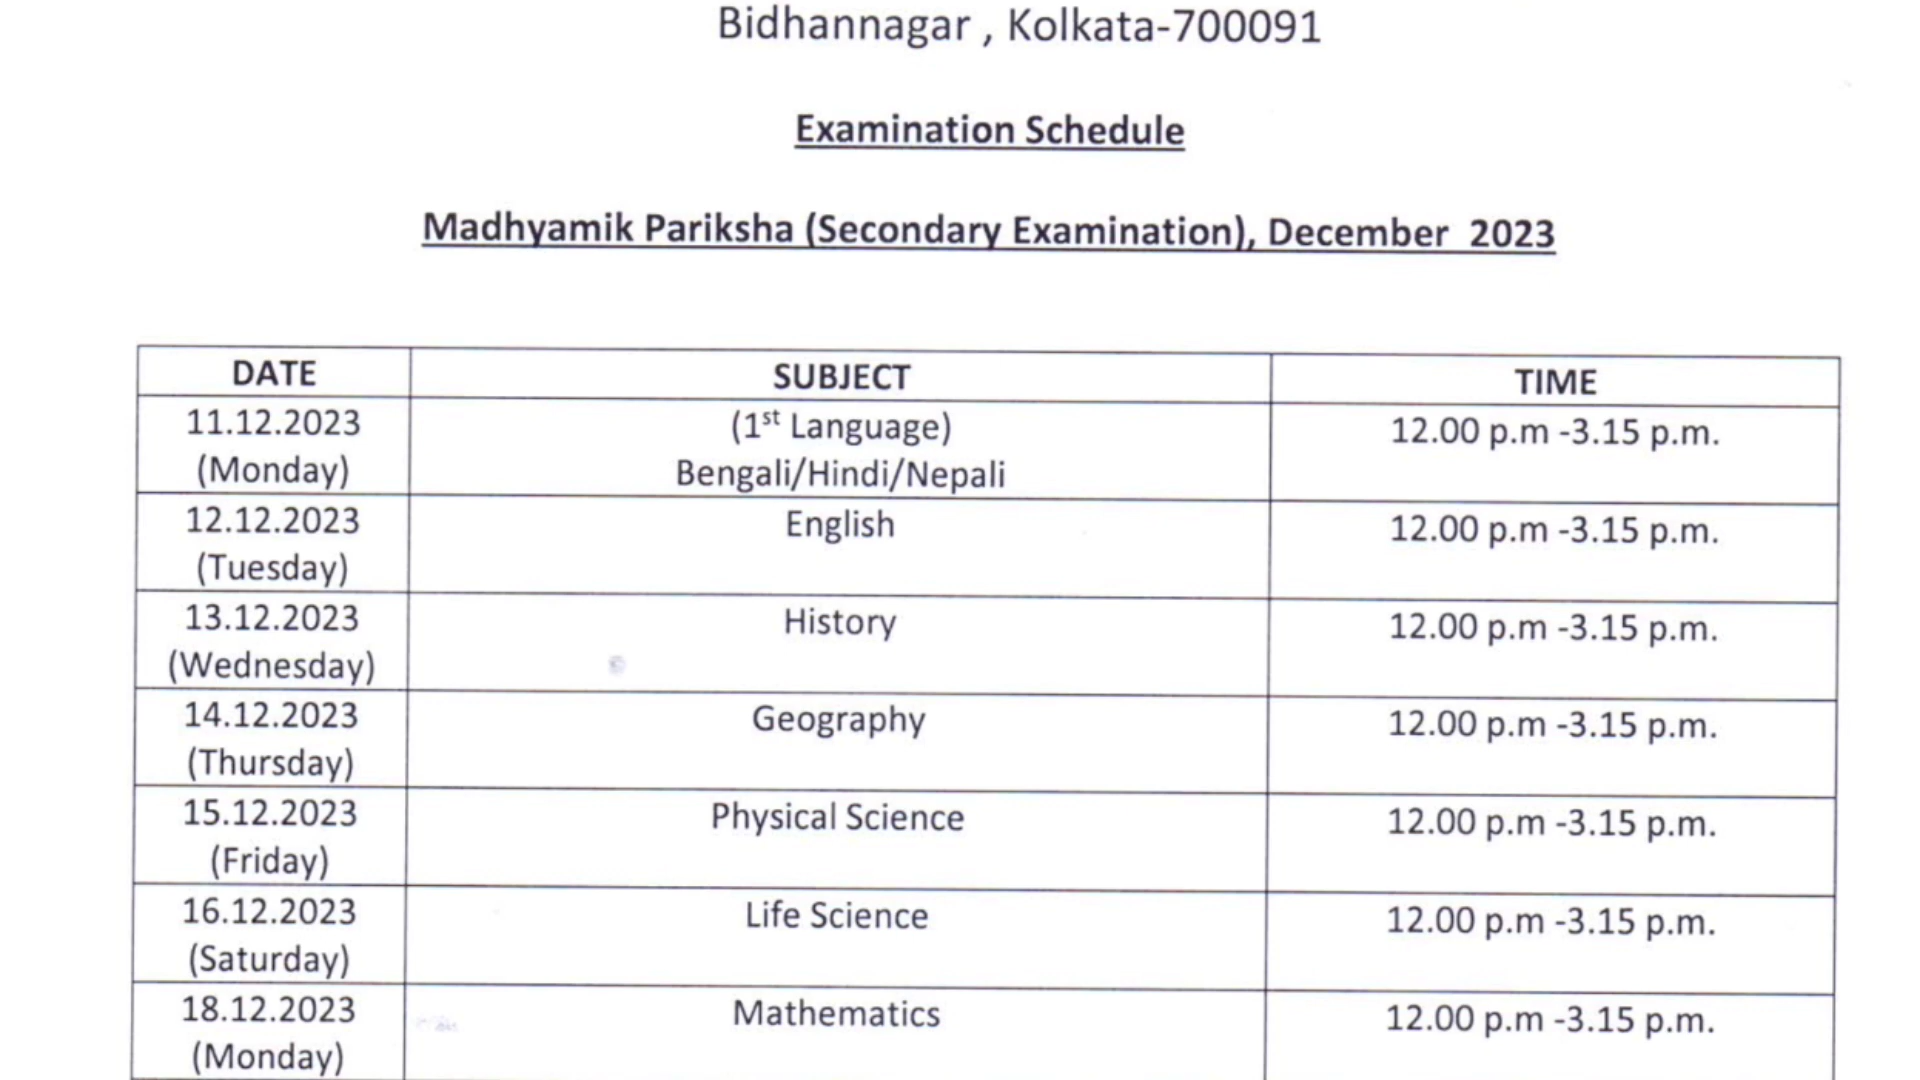 Bidhannagar , Kolkata-700091
Examination Schedule
Madhyamik Pariksha (Secondary Examination), December 2023
DATE SUBJECT TIME
11.12.2023 (1st Language) 12.00 p.m -3.15 p.m.
(Monday) Bengali/Hindi/Nepali
12.12.2023 English 12.00 p.m -3.15 p.m.
(Tuesday)
13.12.2023 History 12.00 p.m -3.15 p.m.
(Wednesday)
14.12.2023 Geography 12.00 p.m -3.15 p.m.
(Thursday)
15.12.2023 Physical Science 12.00 p.m -3.15 p.m.
(Friday)
16.12.2023 Life Science 12.00 p.m -3.15 p.m.
(Saturday)
18.12.2023 Mathematics 12.00 p.m -3.15 p.m.
(Monday)